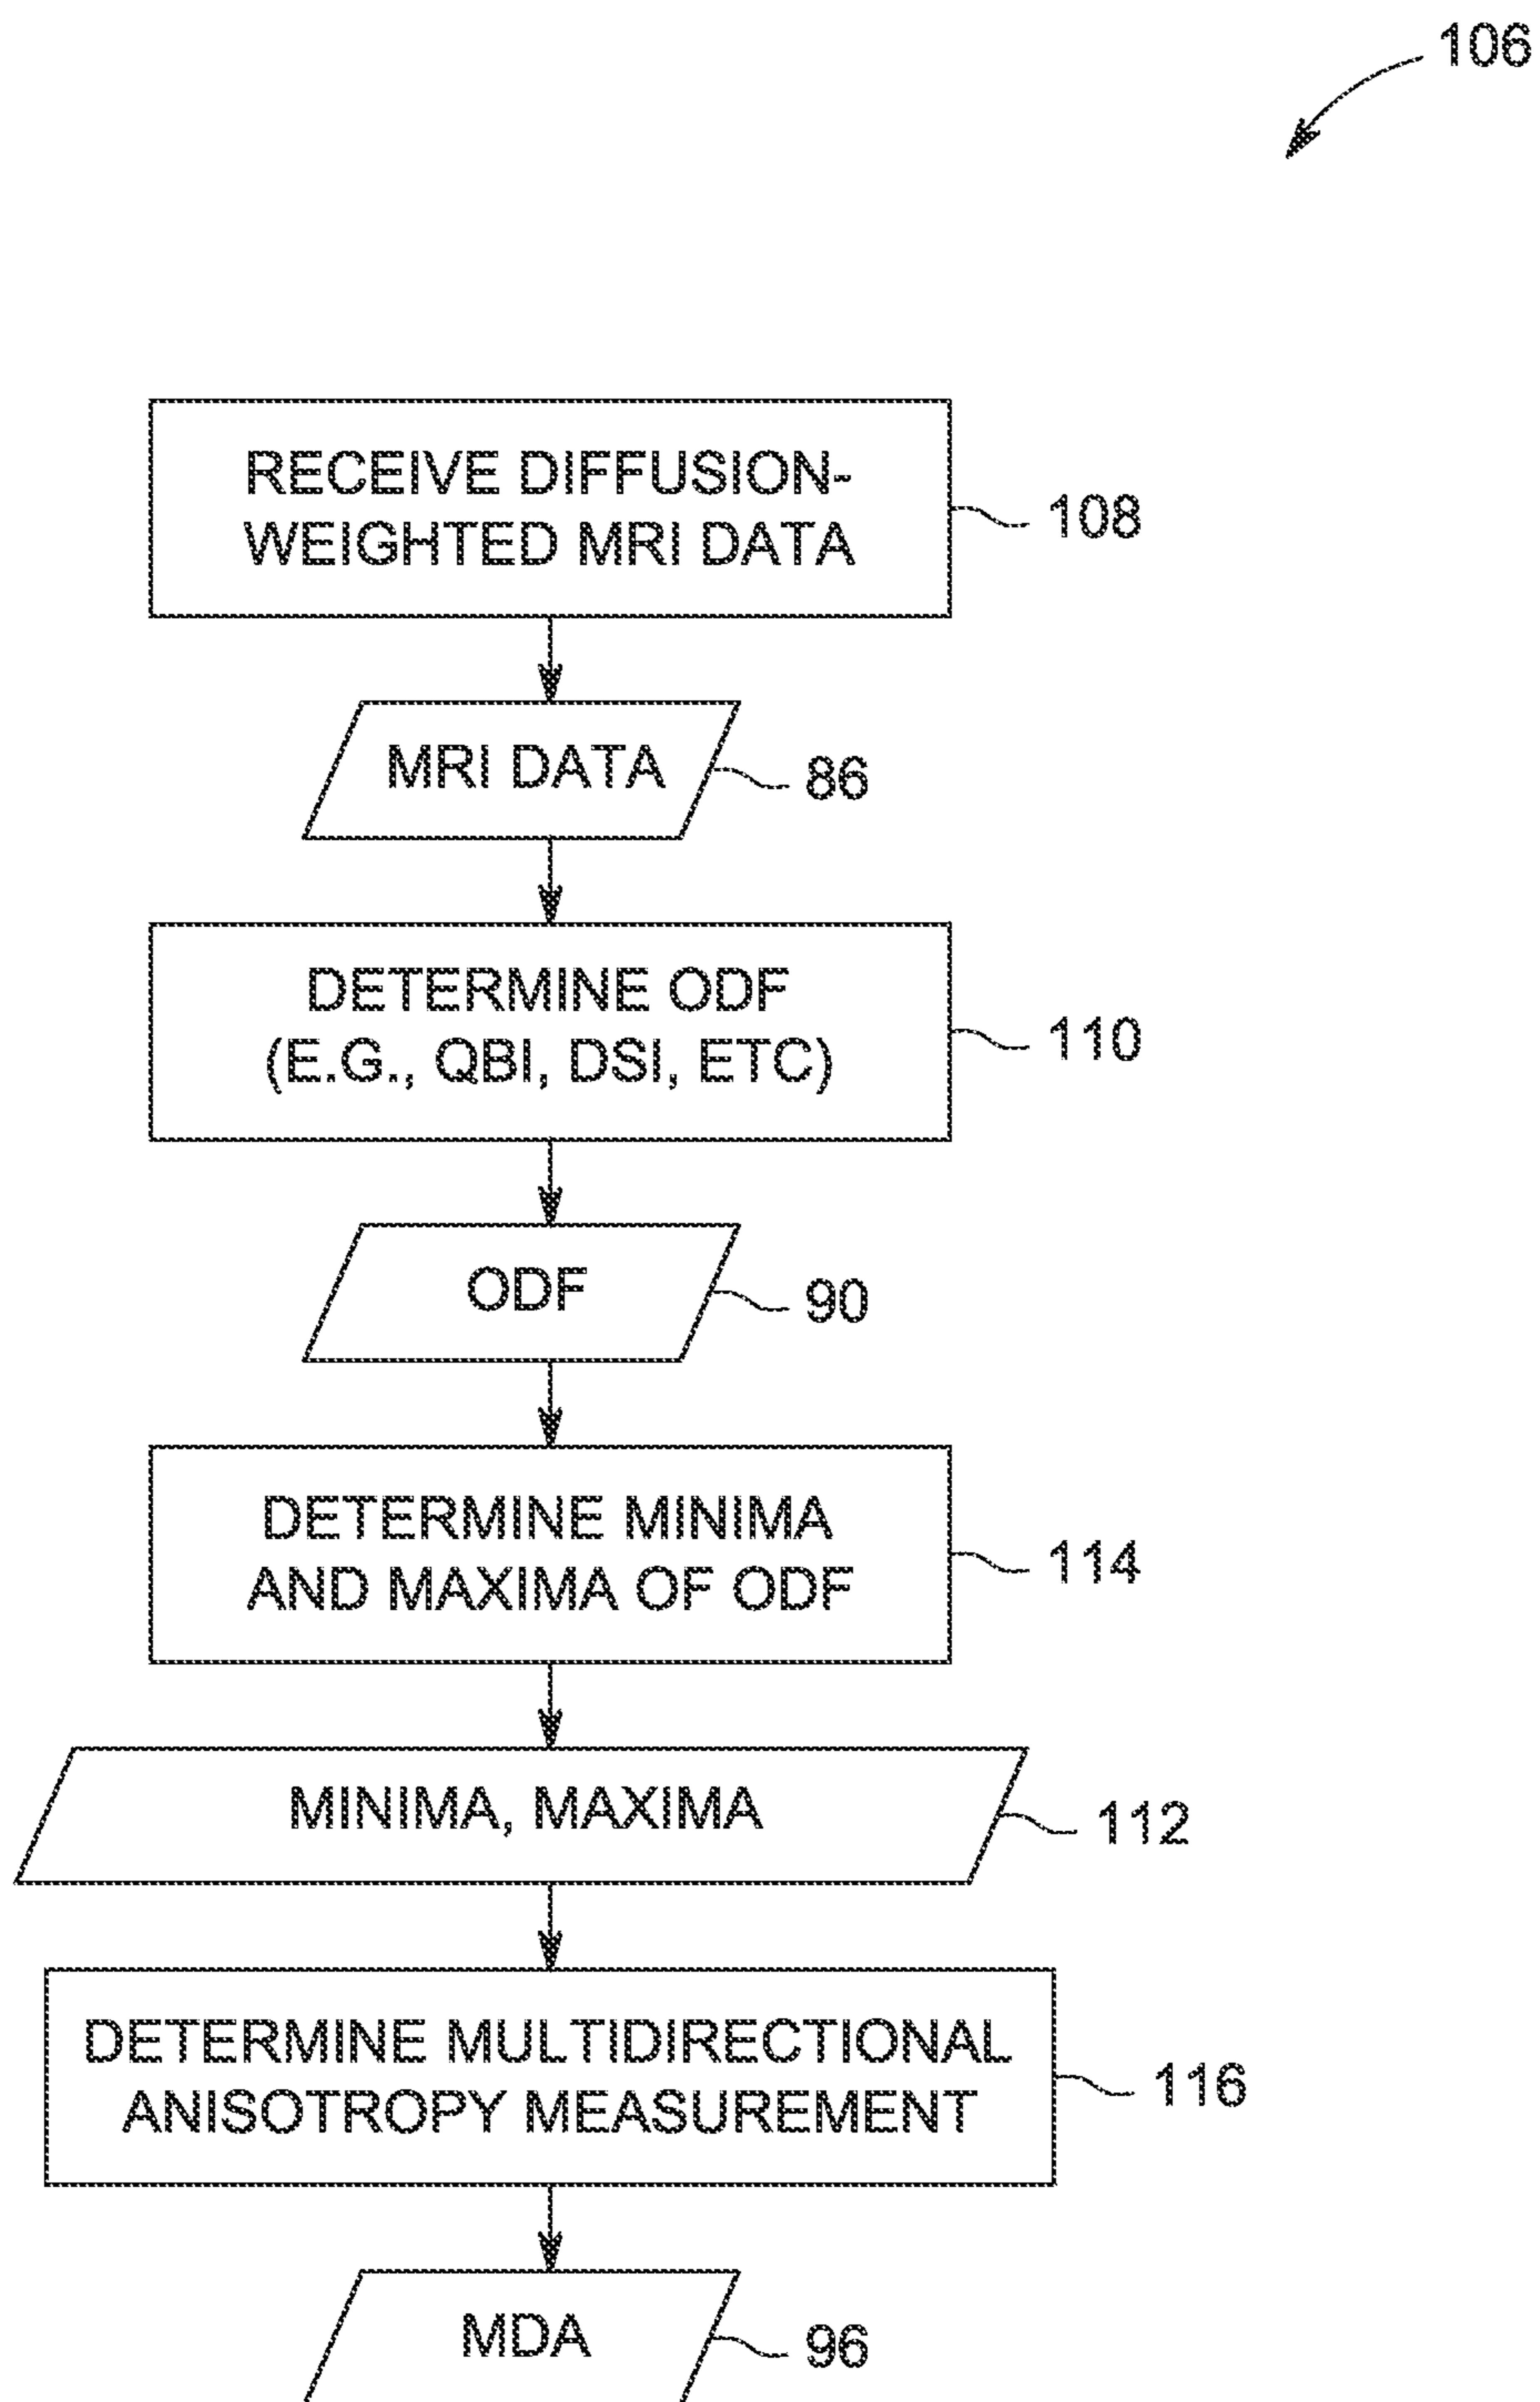 106
RECEIVE DIFFUSION-
WEIGHTED MRI DATA
108
MRI DATA
86
DETERMINE ODF
(E.G., QBI, DSI, ETC)
110
ODF
90
DETERMINE MINIMA
AND MAXIMA OF ODF
114
MINIMA, MAXIMA
112
DETERMINE MULTIDIRECTIONAL
ANISOTROPY MEASUREMENT
116
MDA
96